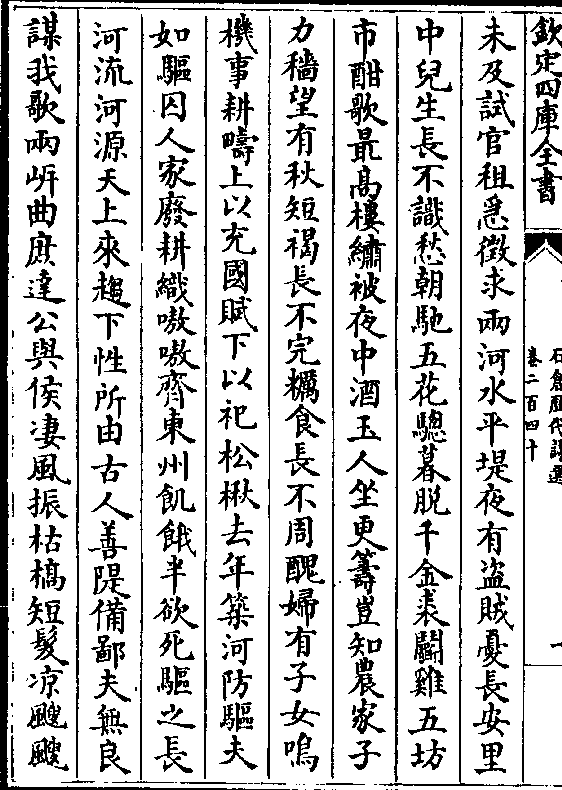 欽定四庫全書
石倉歷代詩選
卷二百四十
未及試官租急徵求兩河水平堤夜有盗賊憂長安里
中兒生長不識愁朝馳五花驄暮脱千金裘鬭雞五坊
市酣歌最高樓繡被夜中酒玉人坐更籌豈知農家子
力穡望有秋短褐長不完糲食長不周醜婦有子女鳴
機事耕疇上以充國賦下以祀松楸去年築河防驅夫
如驅囚人家廢耕織嗷嗷齊東州飢餓半欲死驅之長
河流河源天上來趨下性所由古人善隄備鄙夫無良
謀我歌兩岍曲庶達公與侯凄風振枯槁短髮凉颼颼